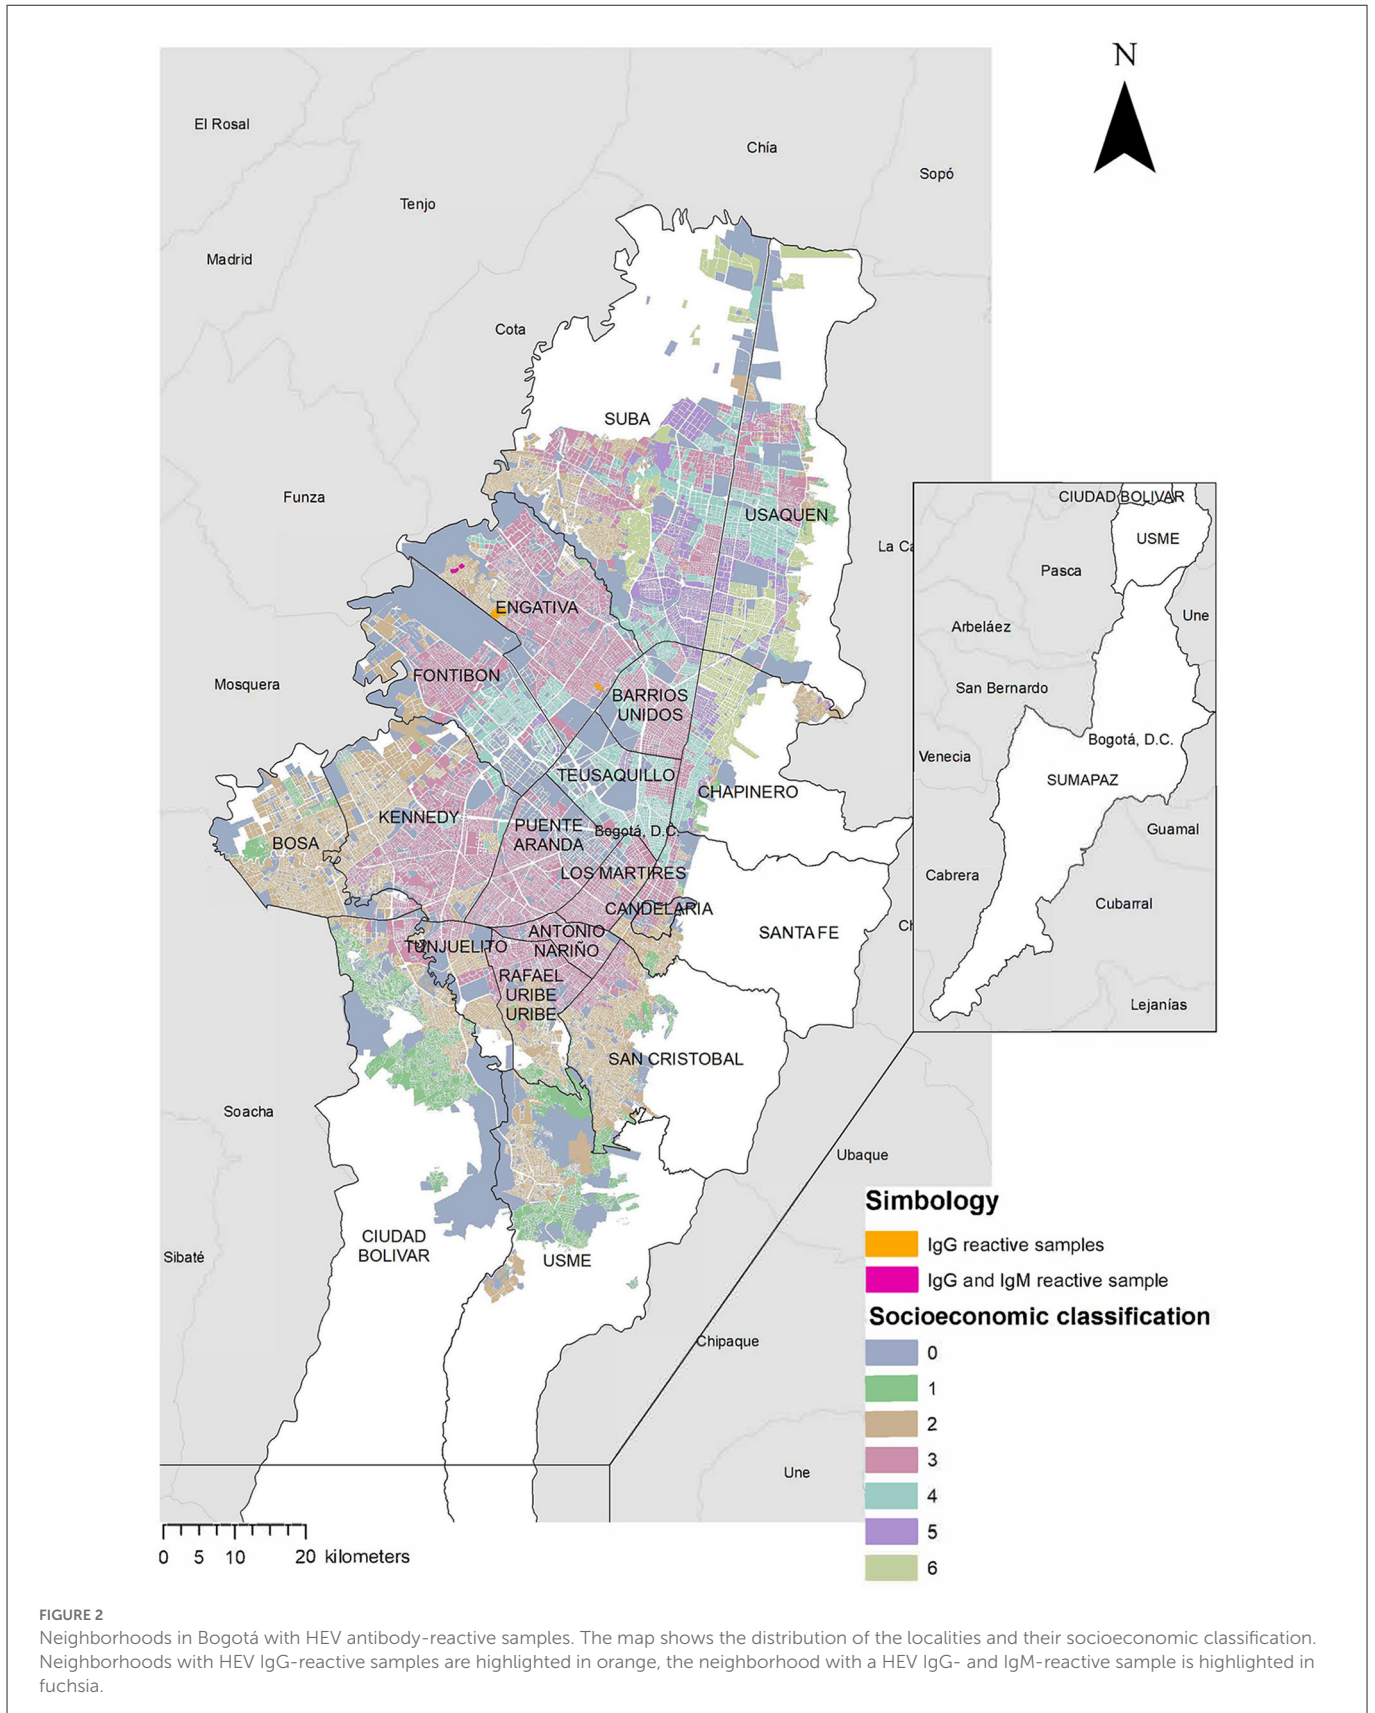 N
El Rosal
Chía
Sopó
Tenjo
Madrid
Cota
SUBA
Funza
USAQUEN
La Ca
ENGATIVA
FONTIBON
Mosquera
BARRIOS
UNIDOS
TEUSAQUILLO
CHAPINERO
KENNEDY
PUENTE
ARANDA
Bogotá, D.C.
BOSA
LOS MARTIRES
CANDELARIA
SANTA FE
Ch
TUNJUELITO
ANTONIO
NARIÑO
RAFAEL
URIBE
URIBE
SAN CRISTOBAL
Soacha
Ubaque
CIUDAD
BOLIVAR
Sibaté
USME
Chipaque
Une
CIUDAD BOLIVAR
USME
Pasca
Une
Arbeláez
San Bernardo
Bogotá, D.C.
Venecia
SUMAPAZ
Guamal
Cabrera
Cubarral
Lejanías
Simbology
IgG reactive samples
IgG and IgM reactive sample
Socioeconomic classification
0
1
2
3
4
5
6
0 5 10 20 kilometers
FIGURE 2
Neighborhoods in Bogotá with HEV antibody-reactive samples. The map shows the distribution of the localities and their socioeconomic classification.
Neighborhoods with HEV IgG-reactive samples are highlighted in orange, the neighborhood with a HEV IgG- and IgM-reactive sample is highlighted in
fuchsia.